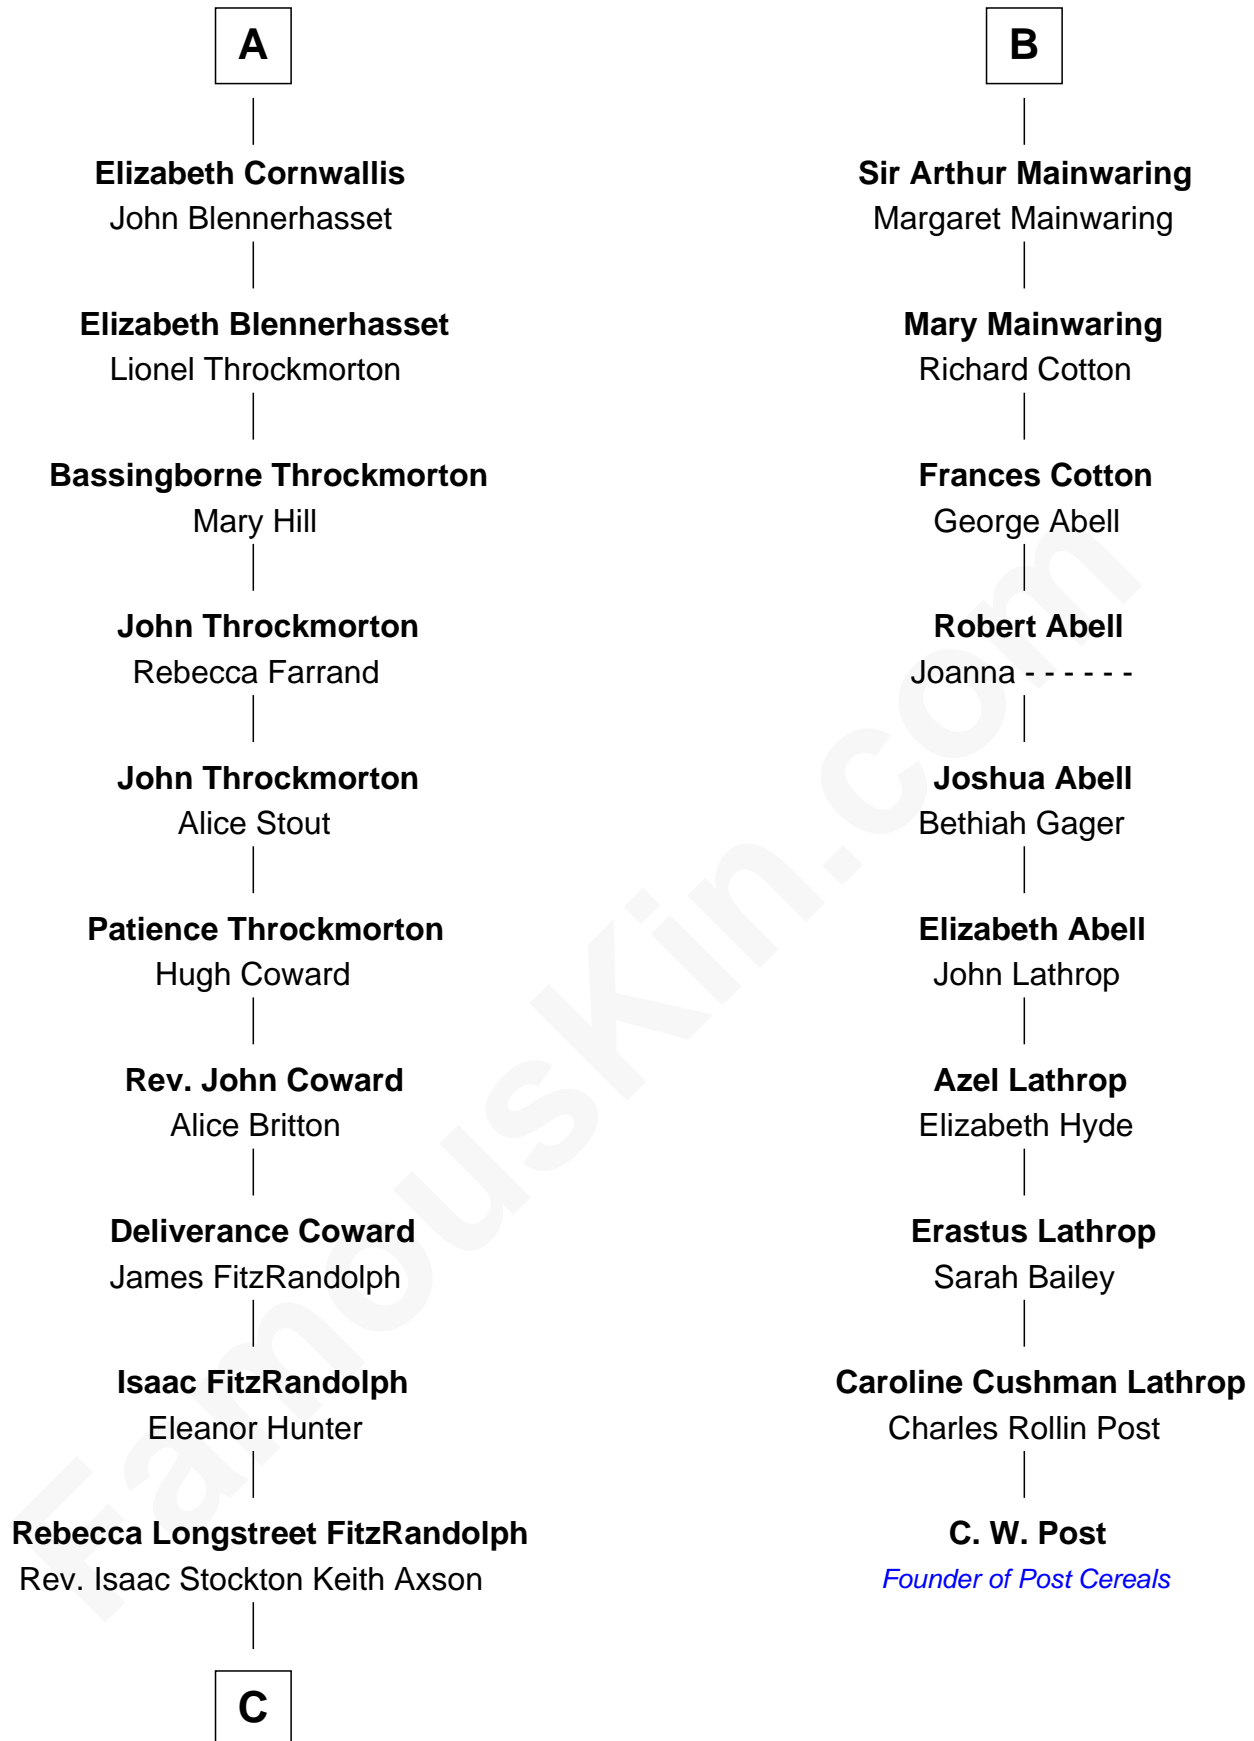 A
Elizabeth Cornwallis
John Blennerhasset
Elizabeth Blennerhasset
Lionel Throckmorton
Bassingborne Throckmorton
Mary Hill
John Throckmorton
Rebecca Farrand
John Throckmorton
Alice Stout
Patience Throckmorton
Hugh Coward
Rev. John Coward
Alice Britton
Deliverance Coward
James FitzRandolph
Isaac FitzRandolph
Eleanor Hunter
Rebecca Longstreet FitzRandolph
Rev. Isaac Stockton Keith Axson
C
B
Sir Arthur Mainwaring
Margaret Mainwaring
Mary Mainwaring
Richard Cotton
Frances Cotton
George Abell
Robert Abell
Joanna - - - - - -
Joshua Abell
Bethiah Gager
Elizabeth Abell
John Lathrop
Azel Lathrop
Elizabeth Hyde
Erastus Lathrop
Sarah Bailey
Caroline Cushman Lathrop
Charles Rollin Post
C. W. Post
Founder of Post Cereals
FamousKin.com